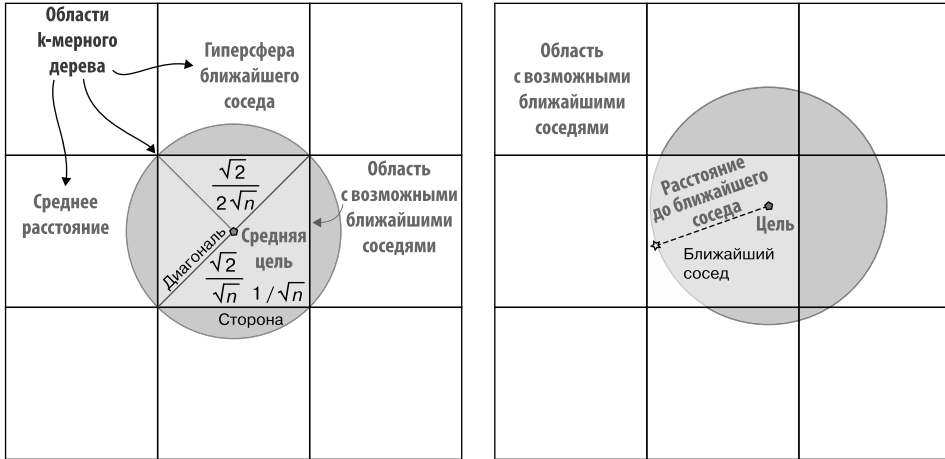 Области
k-мерного
дерева
Гиперсфера
ближайшего
соседа
Среднее
расстояние
√2
2√n
Область
с возможными
ближайшими
соседями
Диагональ
Средняя
цель
√2
√n
1/√n
Сторона
Область
с возможными
ближайшими
соседями
Расстояние
до ближайшего
соседа
Цель
Ближайший
сосед